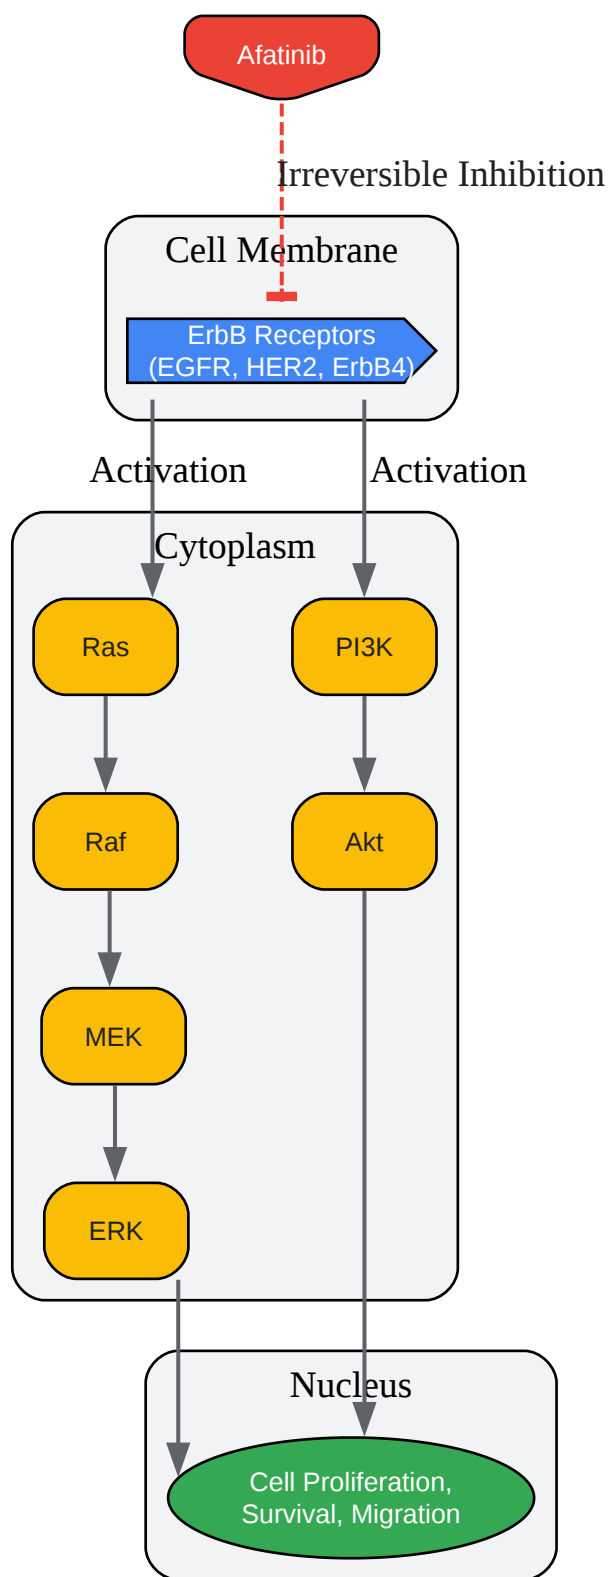 Afatinib
Irreversible Inhibition
Cell Membrane
ErbB Receptors
(EGFR, HER2, ErbB4)
Activation
Activation
Cytoplasm
Ras
PI3K
Raf
Akt
MEK
ERK
Nucleus
Cell Proliferation,
Survival, Migration